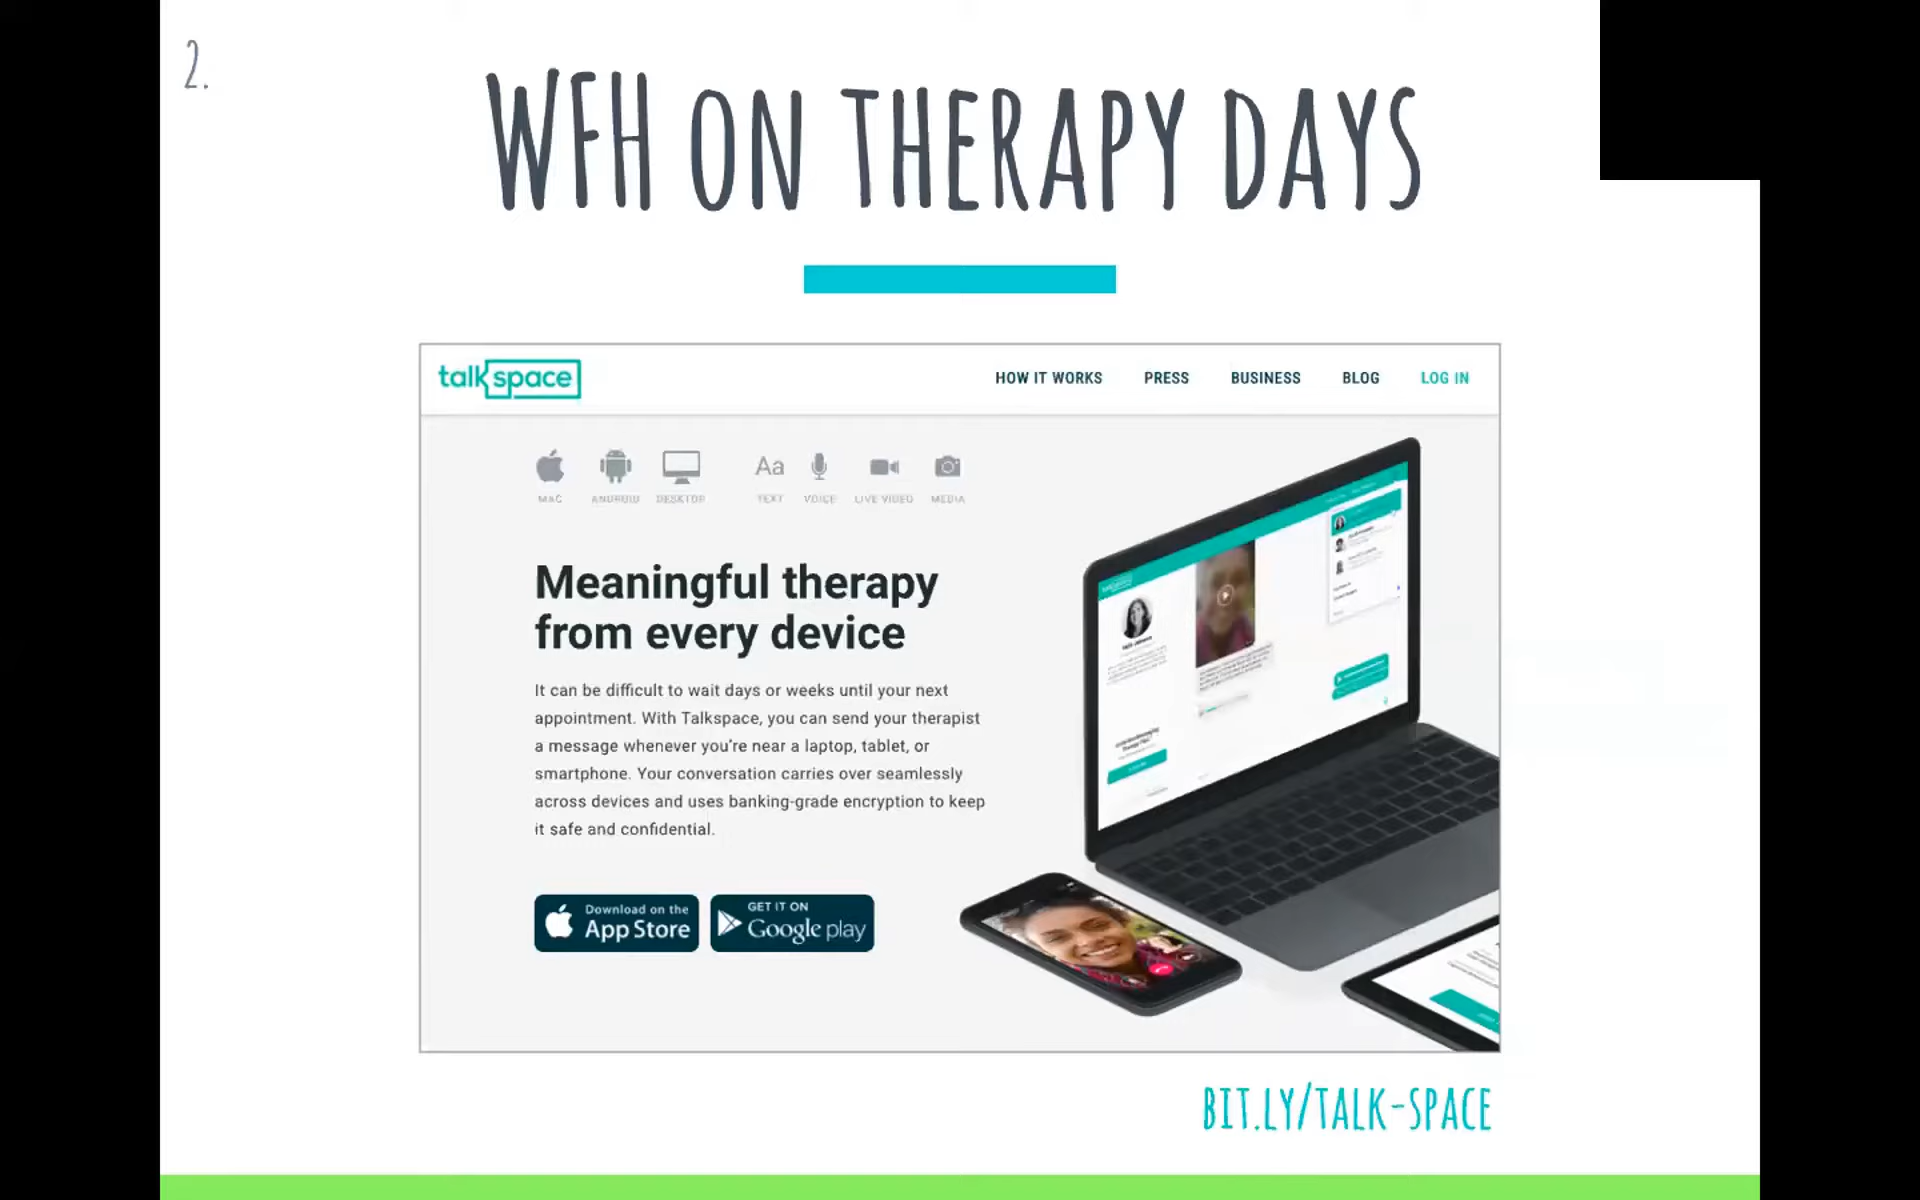 2.
WFH ON THERAPY DAYS
talkspace
HOW IT WORKS PRESS BUSINESS BLOG LOG IN
MAC ANDROID DESKTOP Aa TEXT VOICE LIVE VIDEO MEDIA
Meaningful therapy
from every device
It can be difficult to wait days or weeks until your next
appointment. With Talkspace, you can send your therapist
a message whenever you're near a laptop, tablet, or
smartphone. Your conversation carries over seamlessly
across devices and uses banking-grade encryption to keep
it safe and confidential.
Download on the
App Store
GET IT ON
Google play
BIT.LY/TALK-SPACE